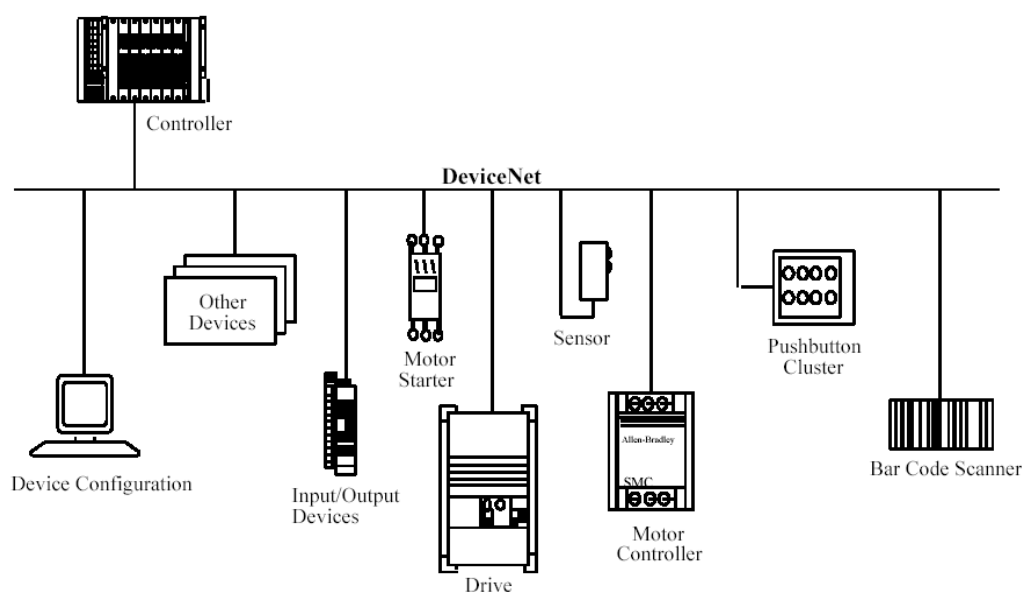 Controller
DeviceNet
Other
Devices
Motor
Starter
Sensor
Pushbutton
Cluster
Allen-Bradley
SMC
Device Configuration
Input/Output
Devices
Bar Code Scanner
Motor
Controller
Drive